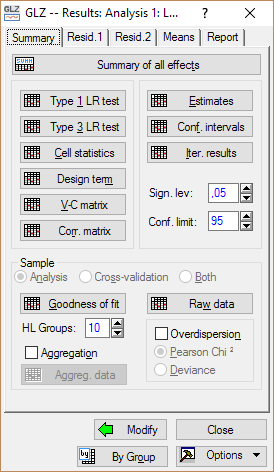 GLZ -- Results: Analysis 1: L...
Summary Resid.1 Resid.2 Means Report
SUMM Summary of all effects
Type 1 LR test
Estimates
Type 3 LR test
Conf. intervals
Cell statistics
Iter. results
Design term
Sign. lev: ,05
V-C matrix
Conf. limit: 95
Corr. matrix
Sample
Analysis Cross-validation Both
Goodness of fit
Raw data
HL Groups: 10
Overdispersion
Aggregation
Pearson Chi ²
Aggreg. data
Deviance
Modify Close
By Group Options